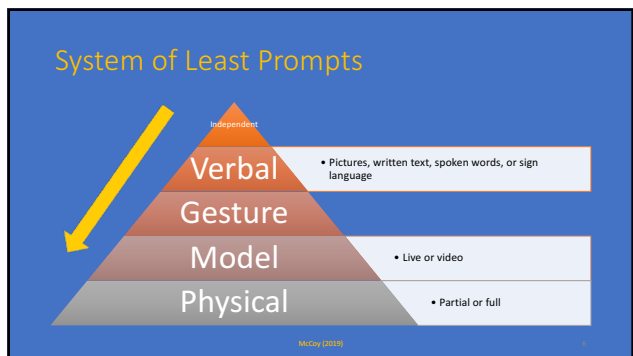 System of Least Prompts
Independent
Verbal
• Pictures, written text, spoken words, or sign
language
Gesture
Model
• Live or video
Physical
• Partial or full
McCoy (2019)